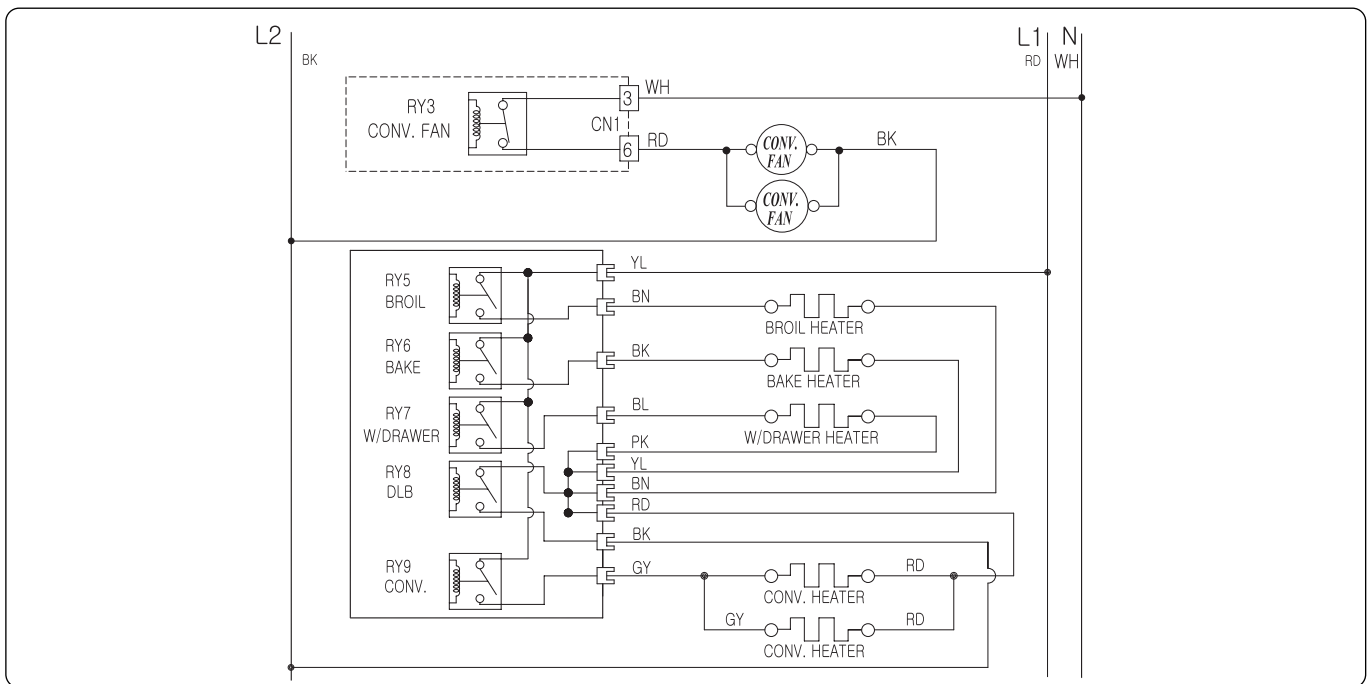 L2
BK
L1 N
RD WH
RY3
CONV. FAN
3
WH
CN1
6
RD
CONV.
FAN
BK
CONV.
FAN
RY5
BROIL
YL
BN
BROIL HEATER
RY6
BAKE
BK
BAKE HEATER
RY7
W/DRAWER
BL
W/DRAWER HEATER
PK
RY8
DLB
YL
BN
RD
BK
RY9
CONV.
GY
RD
CONV. HEATER
GY
RD
CONV. HEATER